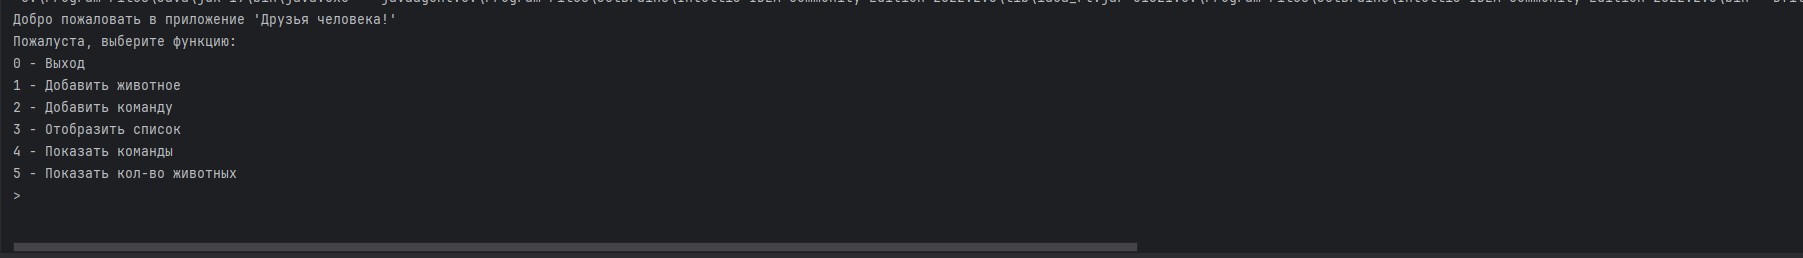 Добро пожаловать в приложение 'Друзья человека!'
Пожалуста, выберите функцию:
0 - Выход
1 - Добавить животное
2 - Добавить команду
3 - Отобразить список
4 - Показать команды
5 - Показать кол-во животных
>